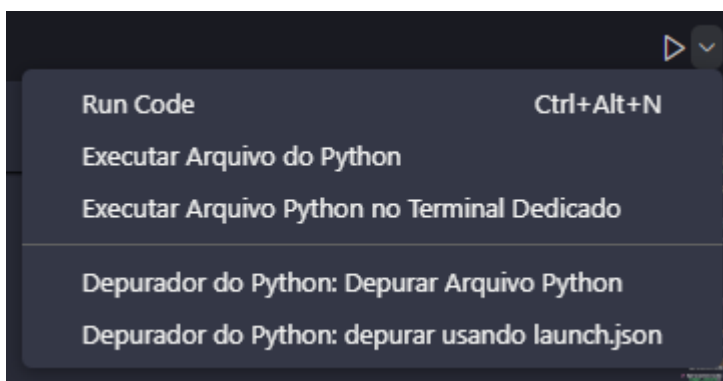 Run Code Ctrl+Alt+N
Executar Arquivo do Python
Executar Arquivo Python no Terminal Dedicado
Depurador do Python: Depurar Arquivo Python
Depurador do Python: depurar usando launch.json